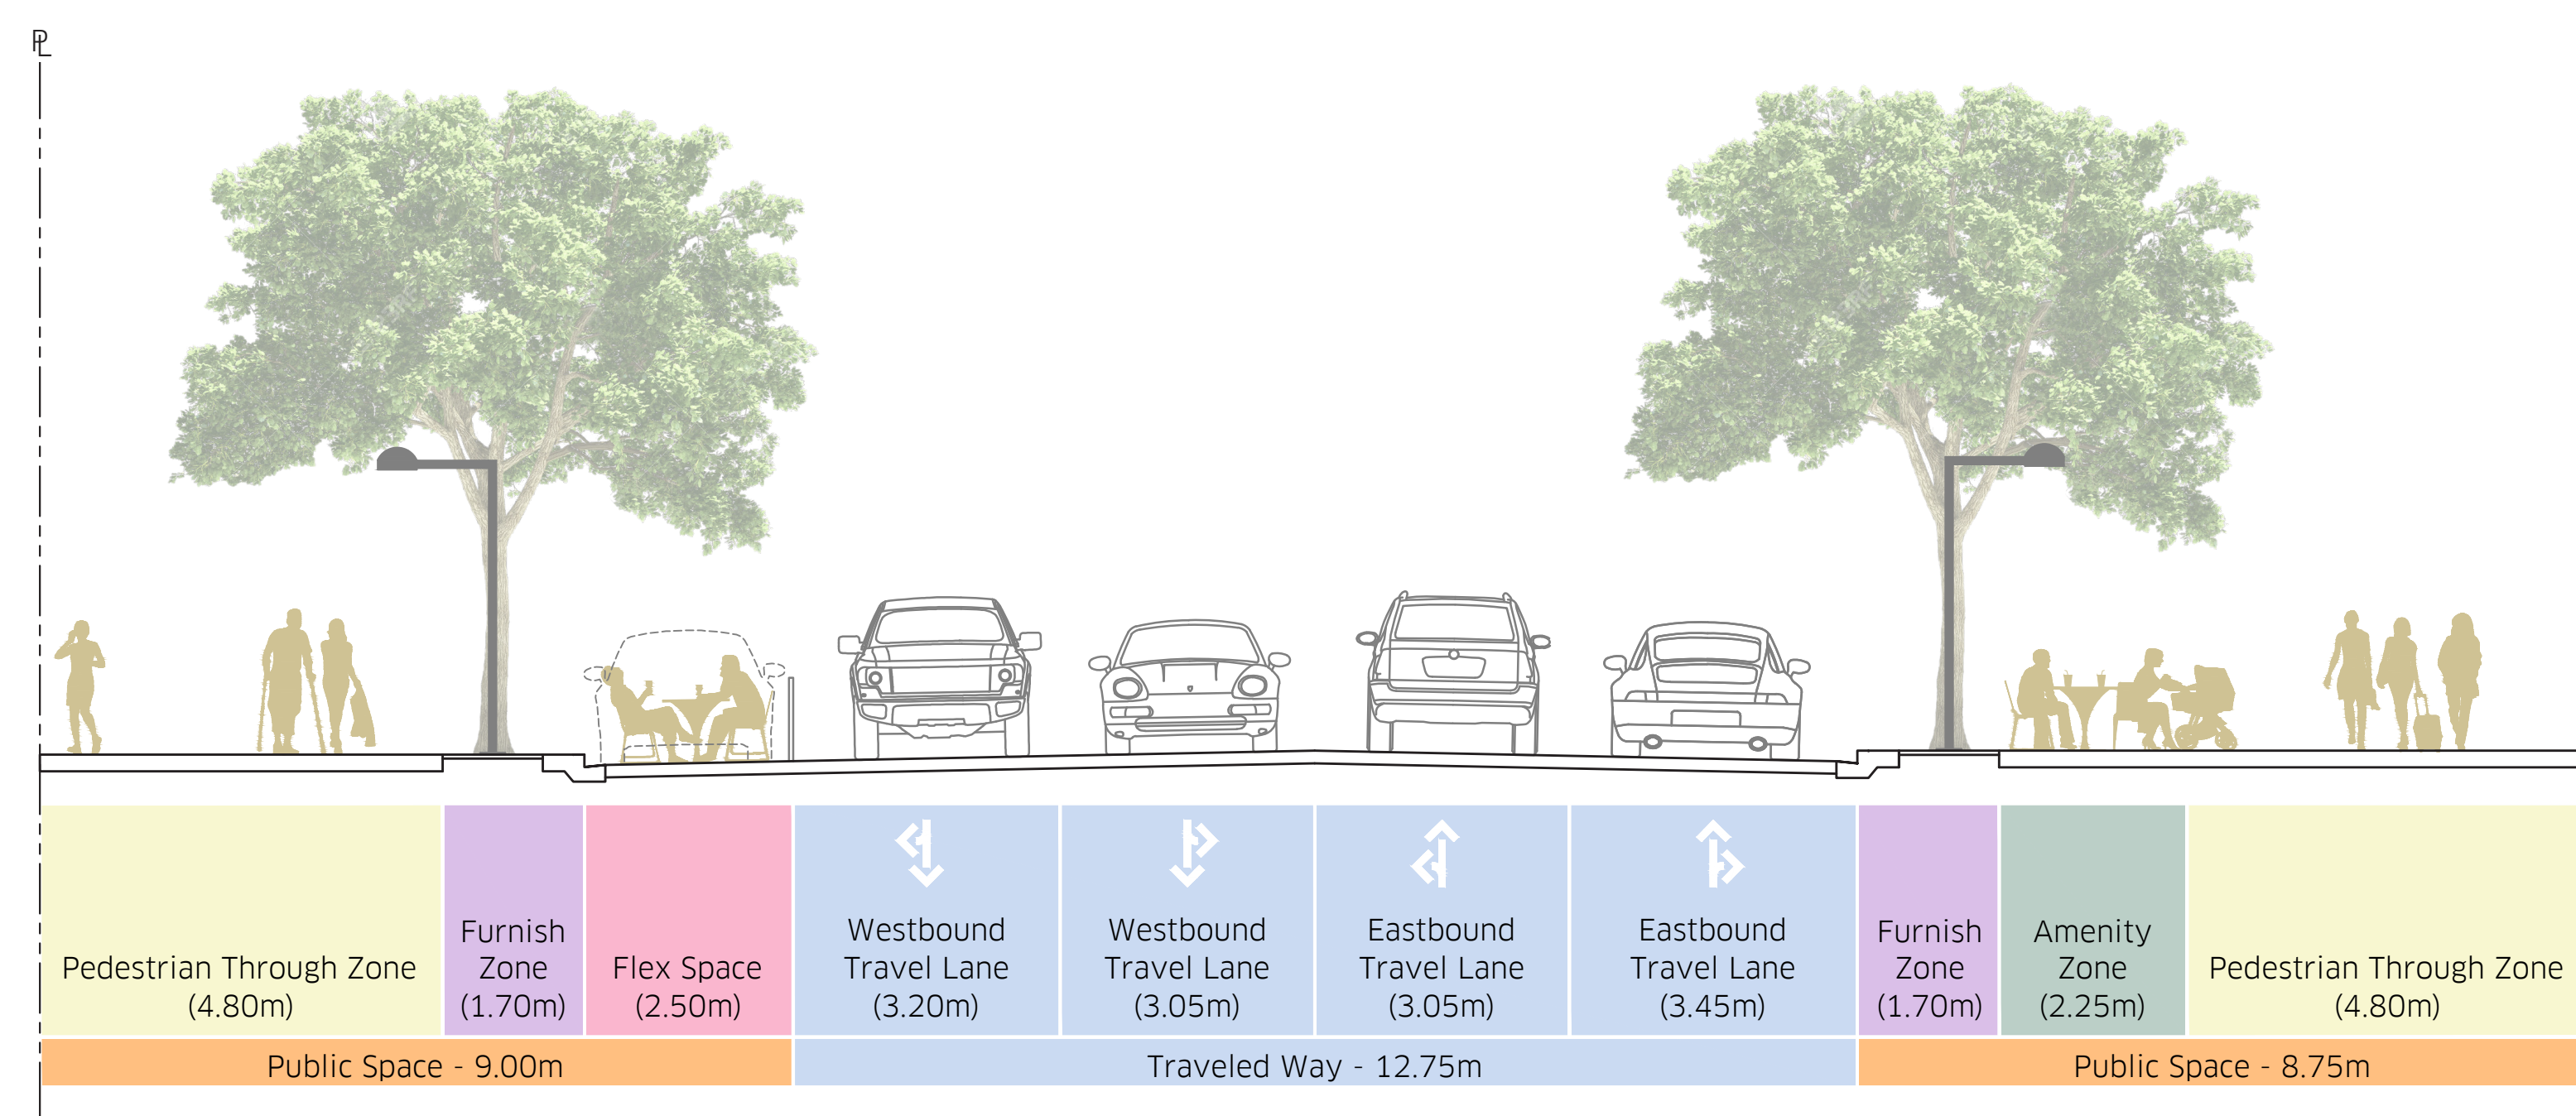 PL
Pedestrian Through Zone
(4.80m)
Furnish
Zone
(1.70m)
Flex Space
(2.50m)
Westbound
Travel Lane
(3.20m)
Westbound
Travel Lane
(3.05m)
Eastbound
Travel Lane
(3.05m)
Eastbound
Travel Lane
(3.45m)
Furnish
Zone
(1.70m)
Amenity
Zone
(2.25m)
Pedestrian Through Zone
(4.80m)
Public Space - 9.00m
Traveled Way - 12.75m
Public Space - 8.75m